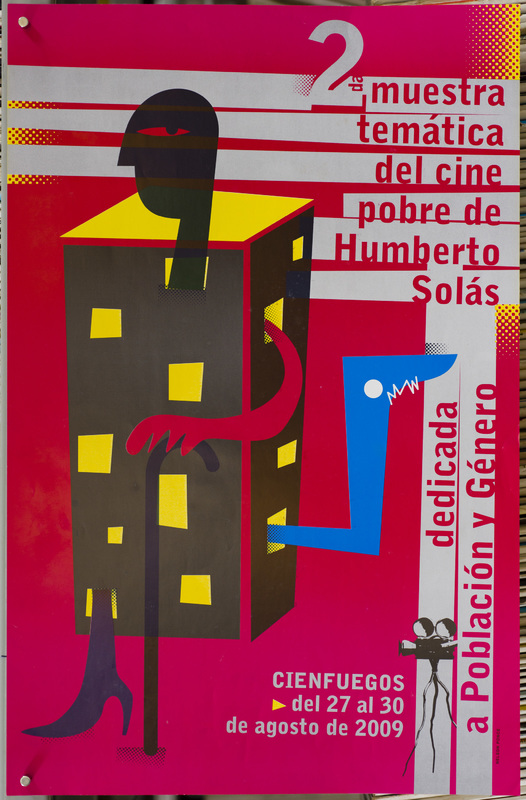 2da muestra
temática
del cine
pobre de
Humberto
Solás
dedicada
a Población y Género
CIENFUEGOS
del 27 al 30
de agosto de 2009